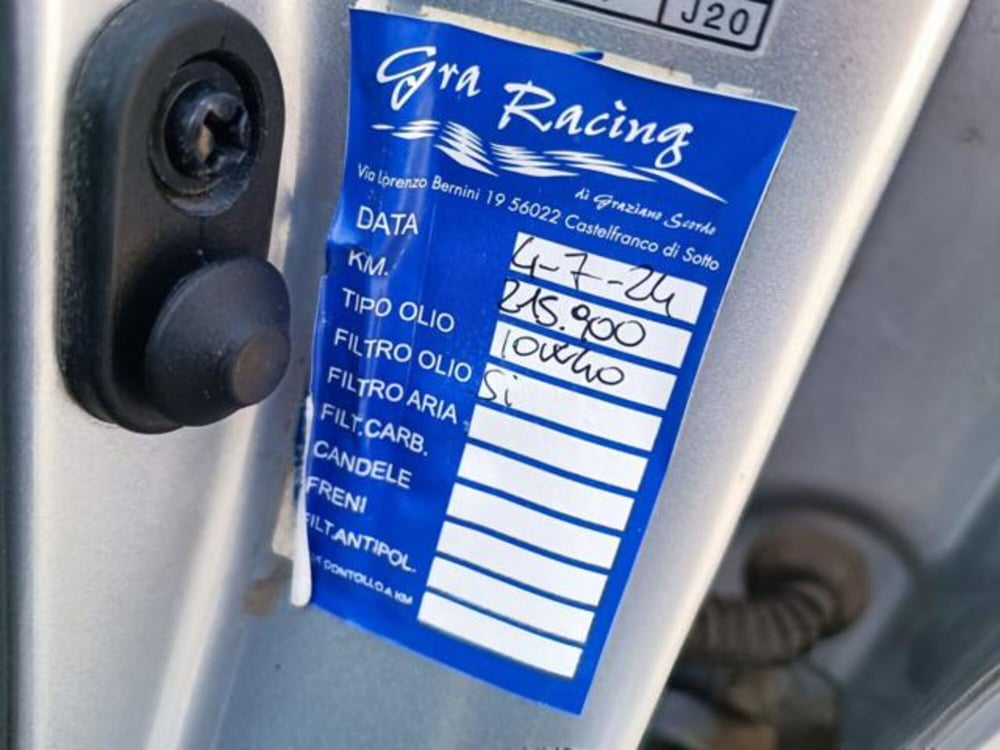 J20
Gra Racing
di Graziano Scordo
Via Lorenzo Bernini 19 56022 Castelfranco di Sotto
DATA 4-7-24
KM. 215.900
TIPO OLIO 10W40
FILTRO OLIO Si
FILTRO ARIA
FILT.CARB.
CANDELE
FRENI
FILT.ANTIPOL.
A KM